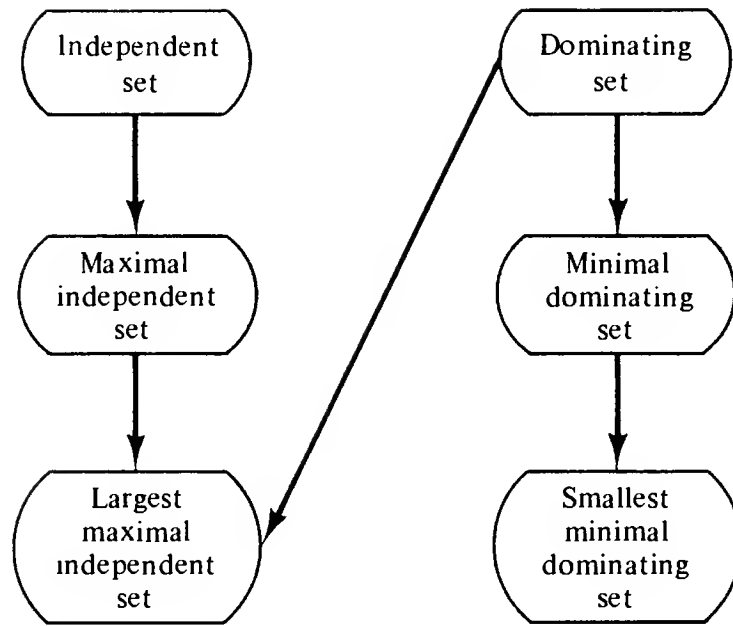 Independent
set
Dominating
set
Maximal
independent
set
Minimal
dominating
set
Largest
maximal
independent
set
Smallest
minimal
dominating
set